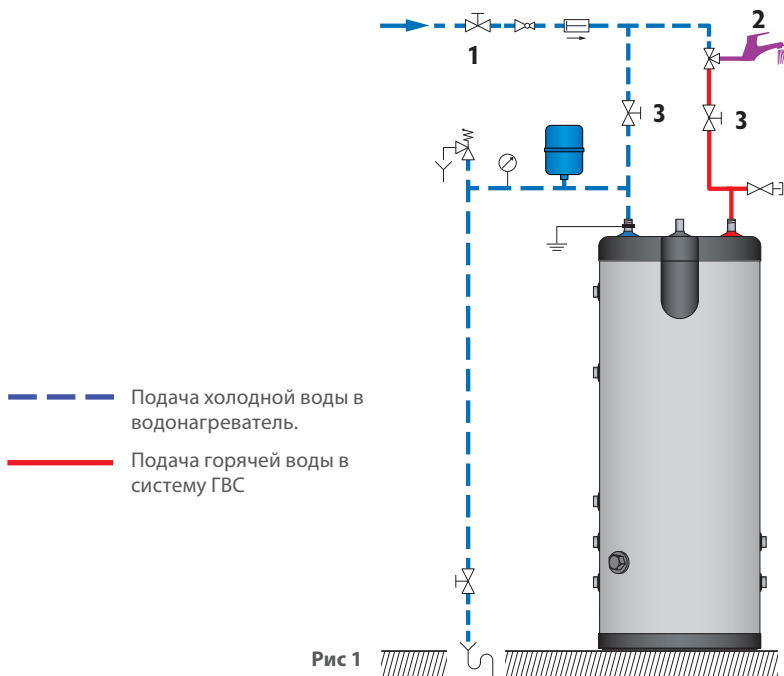 1
2
3
3
Подача холодной воды в
водонагреватель.
Подача горячей воды в
систему ГВС
Рис 1